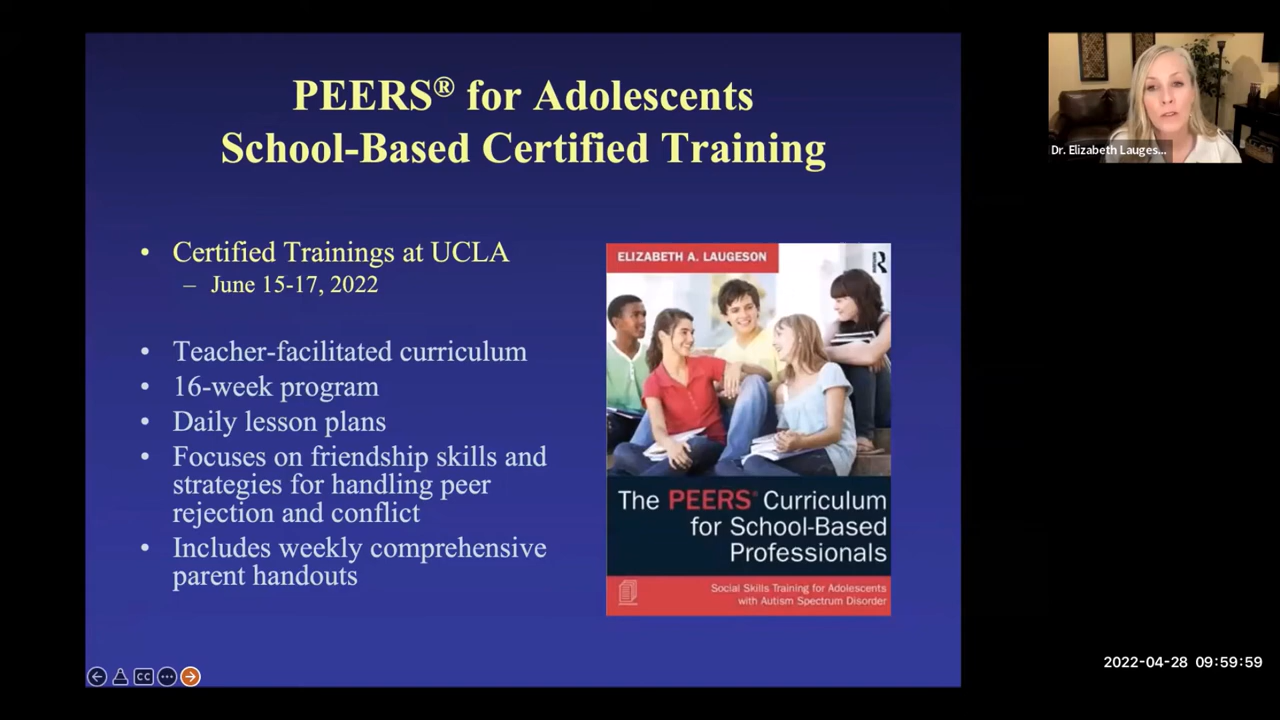 PEERS® for Adolescents
School-Based Certified Training
• Certified Trainings at UCLA
– June 15-17, 2022
• Teacher-facilitated curriculum
• 16-week program
• Daily lesson plans
• Focuses on friendship skills and
strategies for handling peer
rejection and conflict
• Includes weekly comprehensive
parent handouts
ELIZABETH A. LAUGESON
R
The PEERS® Curriculum
for School-Based
Professionals
Social Skills Training for Adolescents
with Autism Spectrum Disorder
CC
Dr. Elizabeth Lauges...
2022-04-28 09:59:59